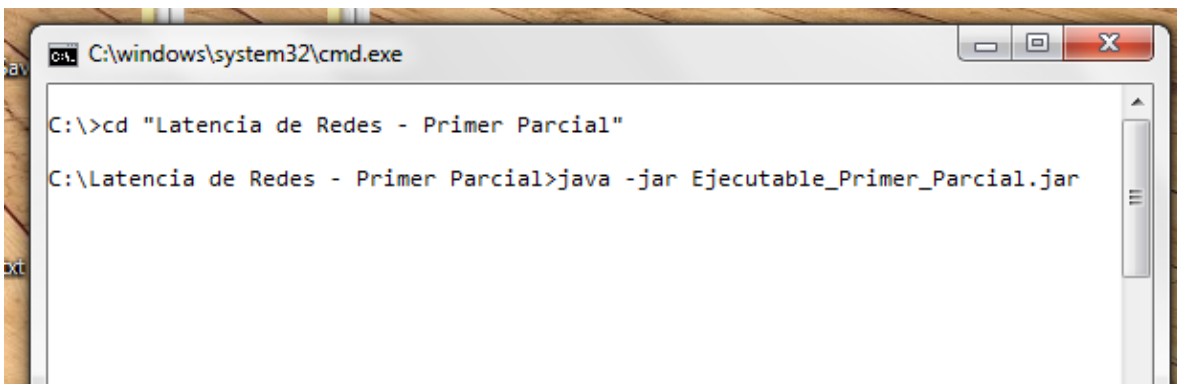 C:\windows\system32\cmd.exe
C:\>cd "Latencia de Redes - Primer Parcial"
C:\Latencia de Redes - Primer Parcial>java -jar Ejecutable_Primer_Parcial.jar